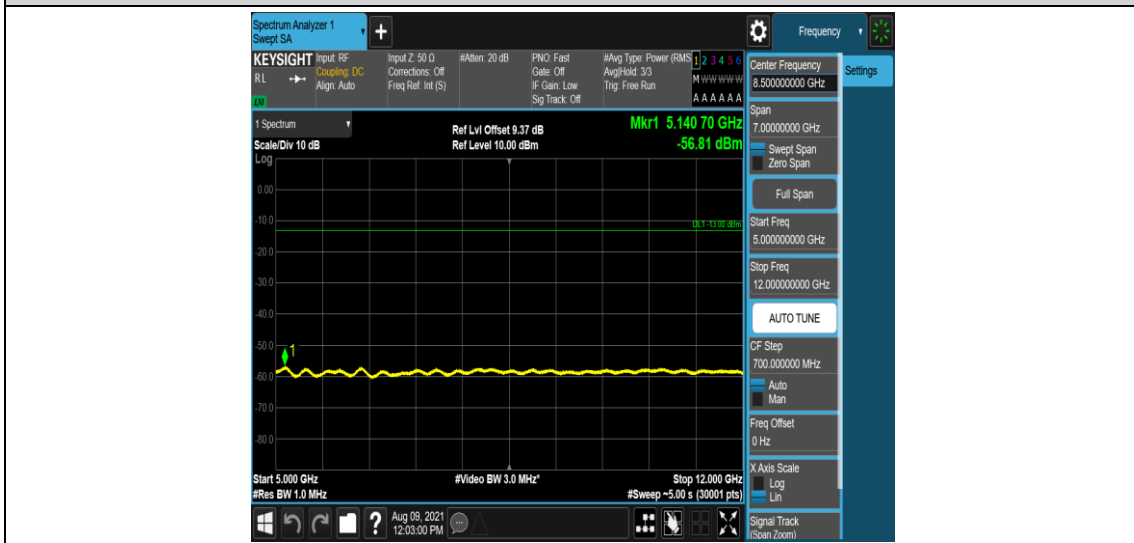 Spectrum Analyzer 1
Swept SA
+
Frequency
KEYSIGHT
RL
Input: RF
Coupling: DC
Align: Auto
Input Z: 50 Ω
Corrections: Off
Freq Ref: Int (S)
#Atten: 20 dB
PNO: Fast
Gate: Off
IF Gain: Low
Sig Track: Off
#Avg Type: Power (RMS
Avg|Hold: 3/3
Trig: Free Run
1 2 3 4 5 6
M W W W W W
A A A A A A
Center Frequency
8.500000000 GHz
Settings
Span
7.00000000 GHz
Swept Span
Zero Span
Full Span
Start Freq
5.000000000 GHz
Stop Freq
12.000000000 GHz
AUTO TUNE
CF Step
700.000000 MHz
Auto
Man
Freq Offset
0 Hz
X Axis Scale
Log
Lin
Signal Track
(Span Zoom)
1 Spectrum
Scale/Div 10 dB
Ref Lvl Offset 9.37 dB
Ref Level 10.00 dBm
Mkr1 5.140 70 GHz
-56.81 dBm
Log
0.00
-10.0
DL1 -13.00 dBm
-20.0
-30.0
-40.0
-50.0
1
-60.0
-70.0
-80.0
Start 5.000 GHz
#Res BW 1.0 MHz
#Video BW 3.0 MHz*
Stop 12.000 GHz
#Sweep ~5.00 s (30001 pts)
?
Aug 09, 2021
12:03:00 PM